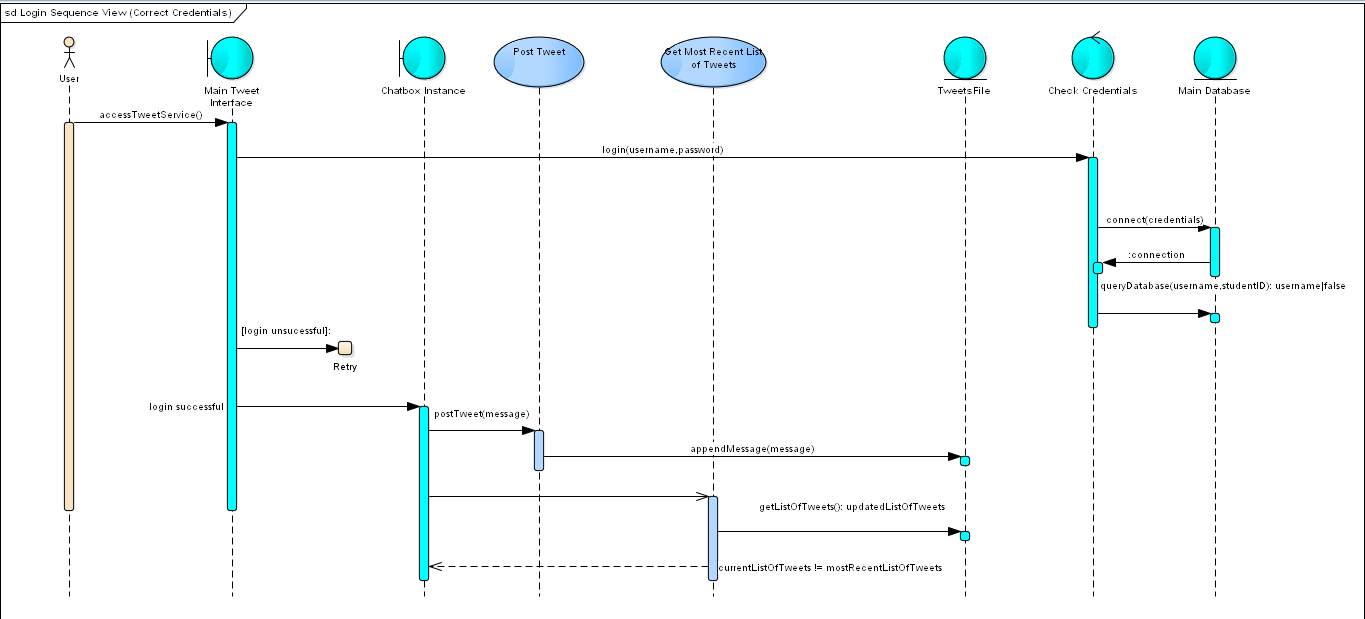 sd Login Sequence View (Correct Credentials)
User
Main Tweet
Interface
Chatbox Instance
Post Tweet
Get Most Recent List
of Tweets
TweetsFile
Check Credentials
Main Database
accessTweetService()
login(username,password)
connect(credentials)
:connection
queryDatabase(username,studentID): username|false
[login unsucessful]:
Retry
login successful
postTweet(message)
appendMessage(message)
getListOfTweets(): updatedListOfTweets
currentListOfTweets != mostRecentListOfTweets